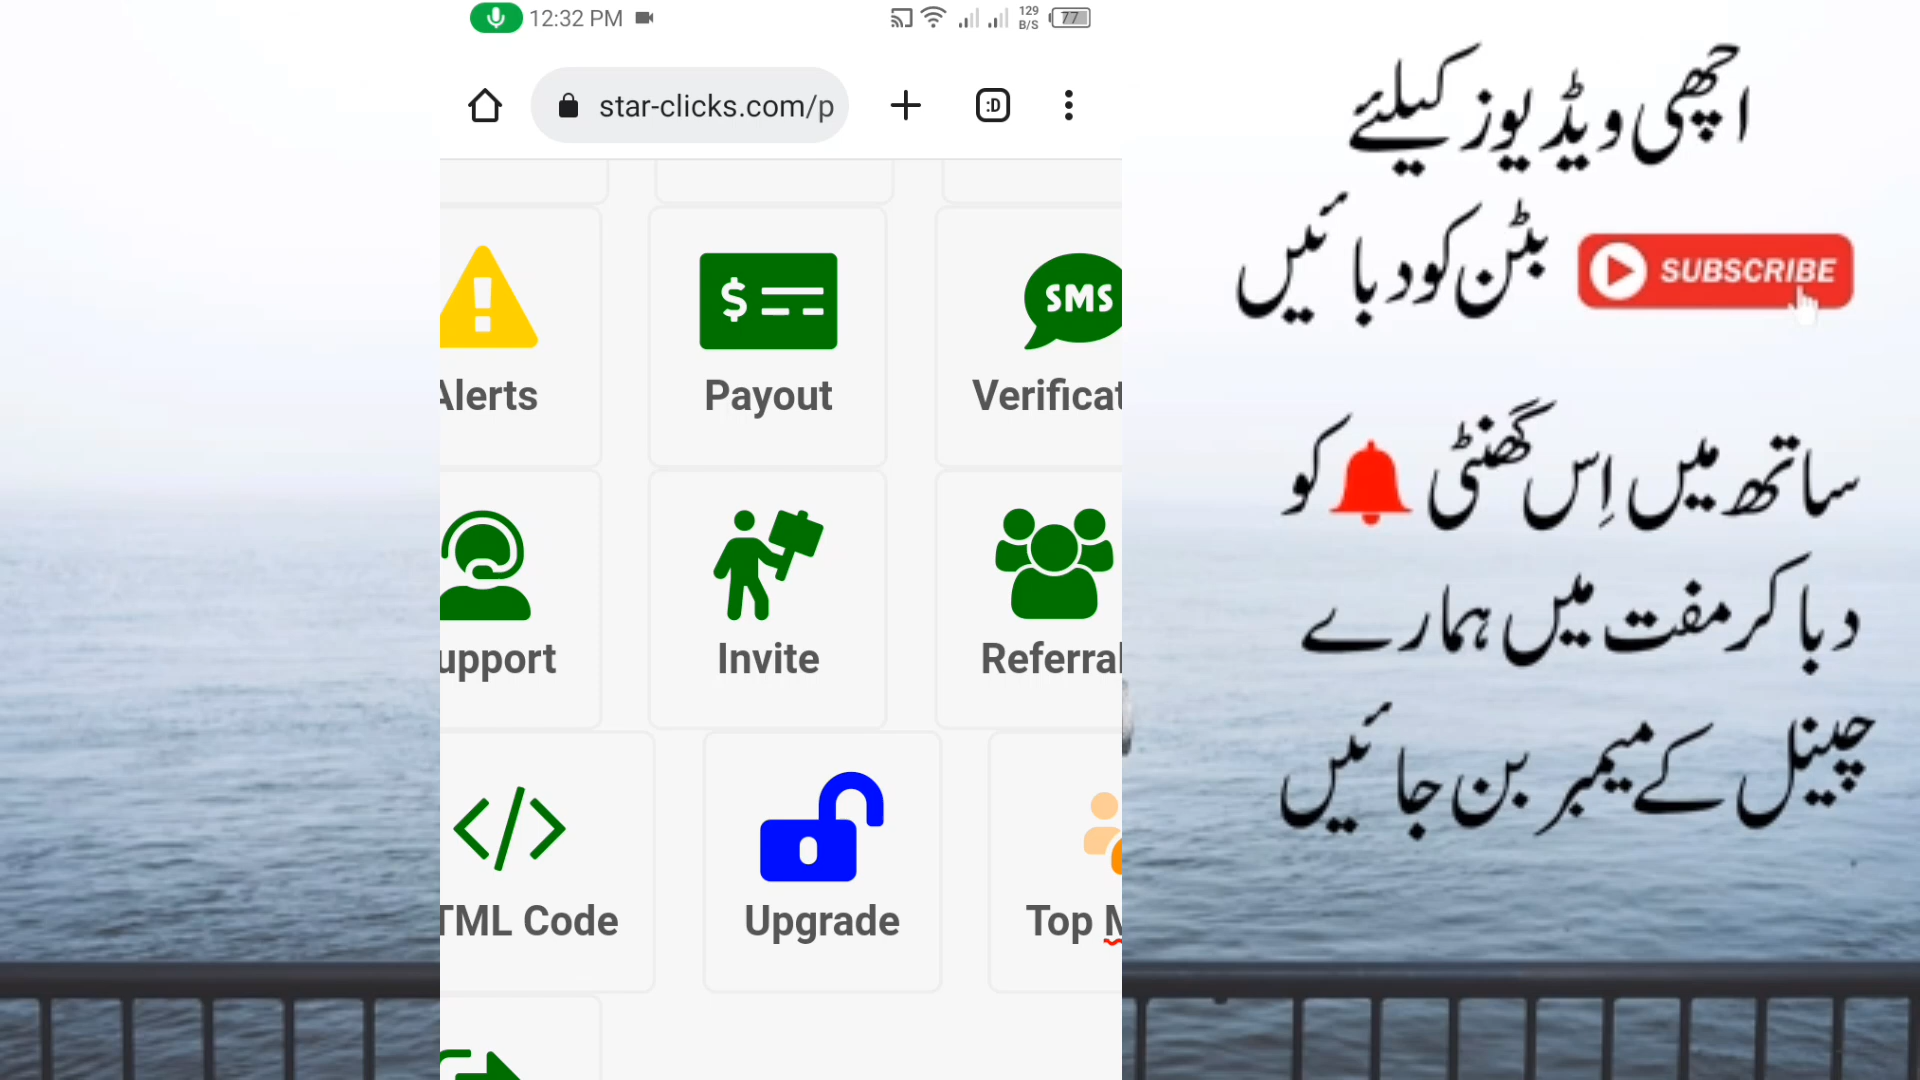 12:32 PM
129
B/S
77
star-clicks.com/p
:D
Alerts
Payout
SMS
Verificat
upport
Invite
Referral
TML Code
Upgrade
Top M
اچھی ویڈیوز کیلئے
بٹن کو دبائیں
SUBSCRIBE
ساتھ میں اِس گھنٹی کو
دبا کر مفت میں ہمارے
چینل کے میمبر بن جائیں